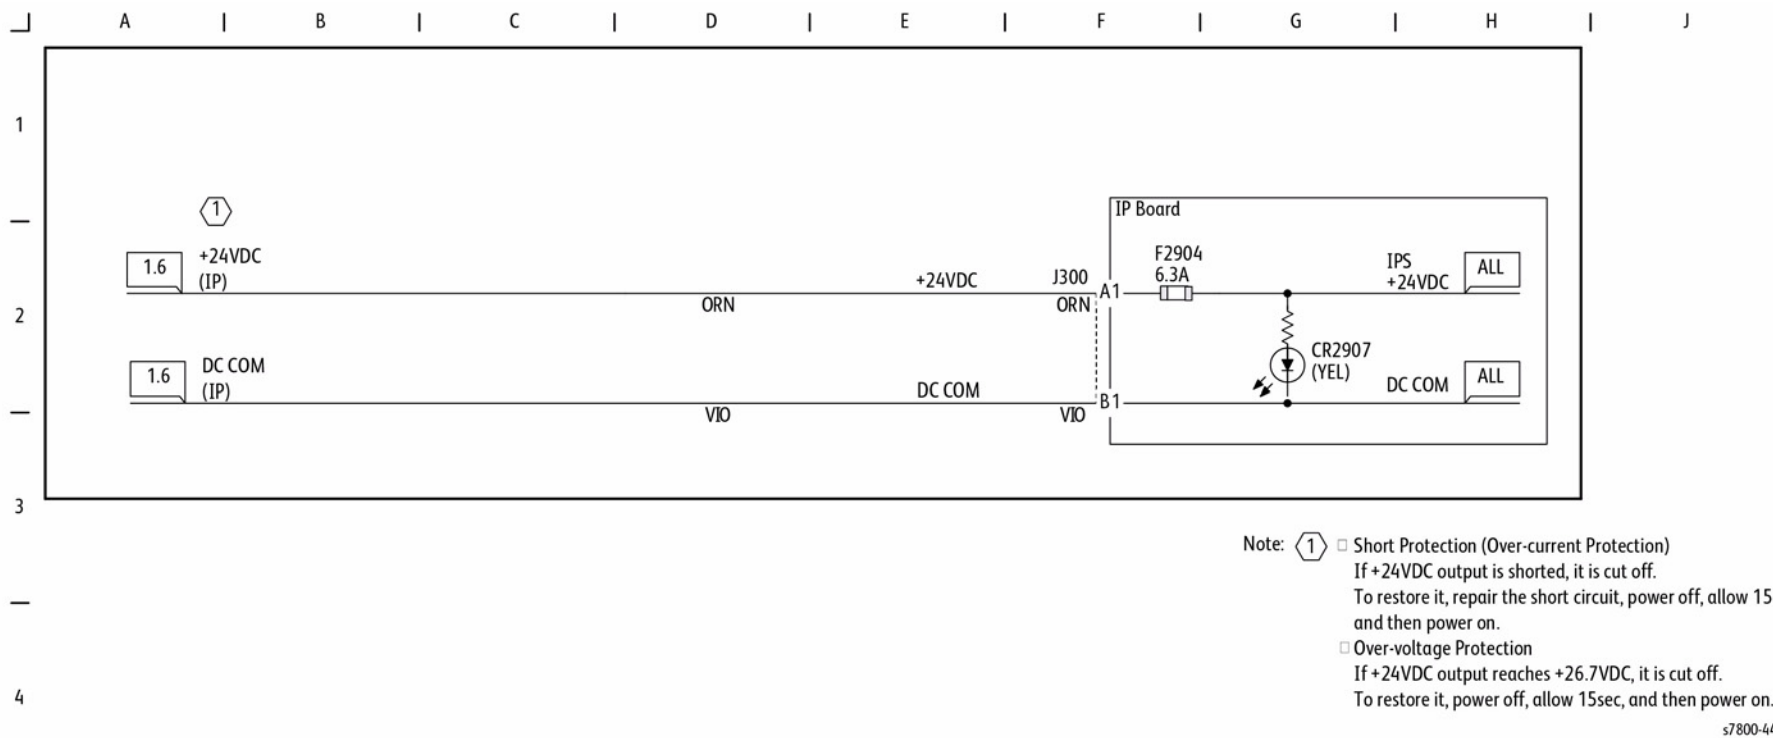 A B C D E F G H J
1
1
IP Board
+24VDC
(IP)
1.6
F2904
6.3A
IPS
+24VDC
ALL
+24VDC
J300
A1
2
ORN
ORN
CR2907
(YEL)
DC COM
(IP)
1.6
DC COM
ALL
DC COM
B1
VIO
VIO
3
Note: 1 Short Protection (Over-current Protection)
If +24VDC output is shorted, it is cut off.
To restore it, repair the short circuit, power off, allow 15
and then power on.
Over-voltage Protection
If +24VDC output reaches +26.7VDC, it is cut off.
4
To restore it, power off, allow 15sec, and then power on.
s7800-44